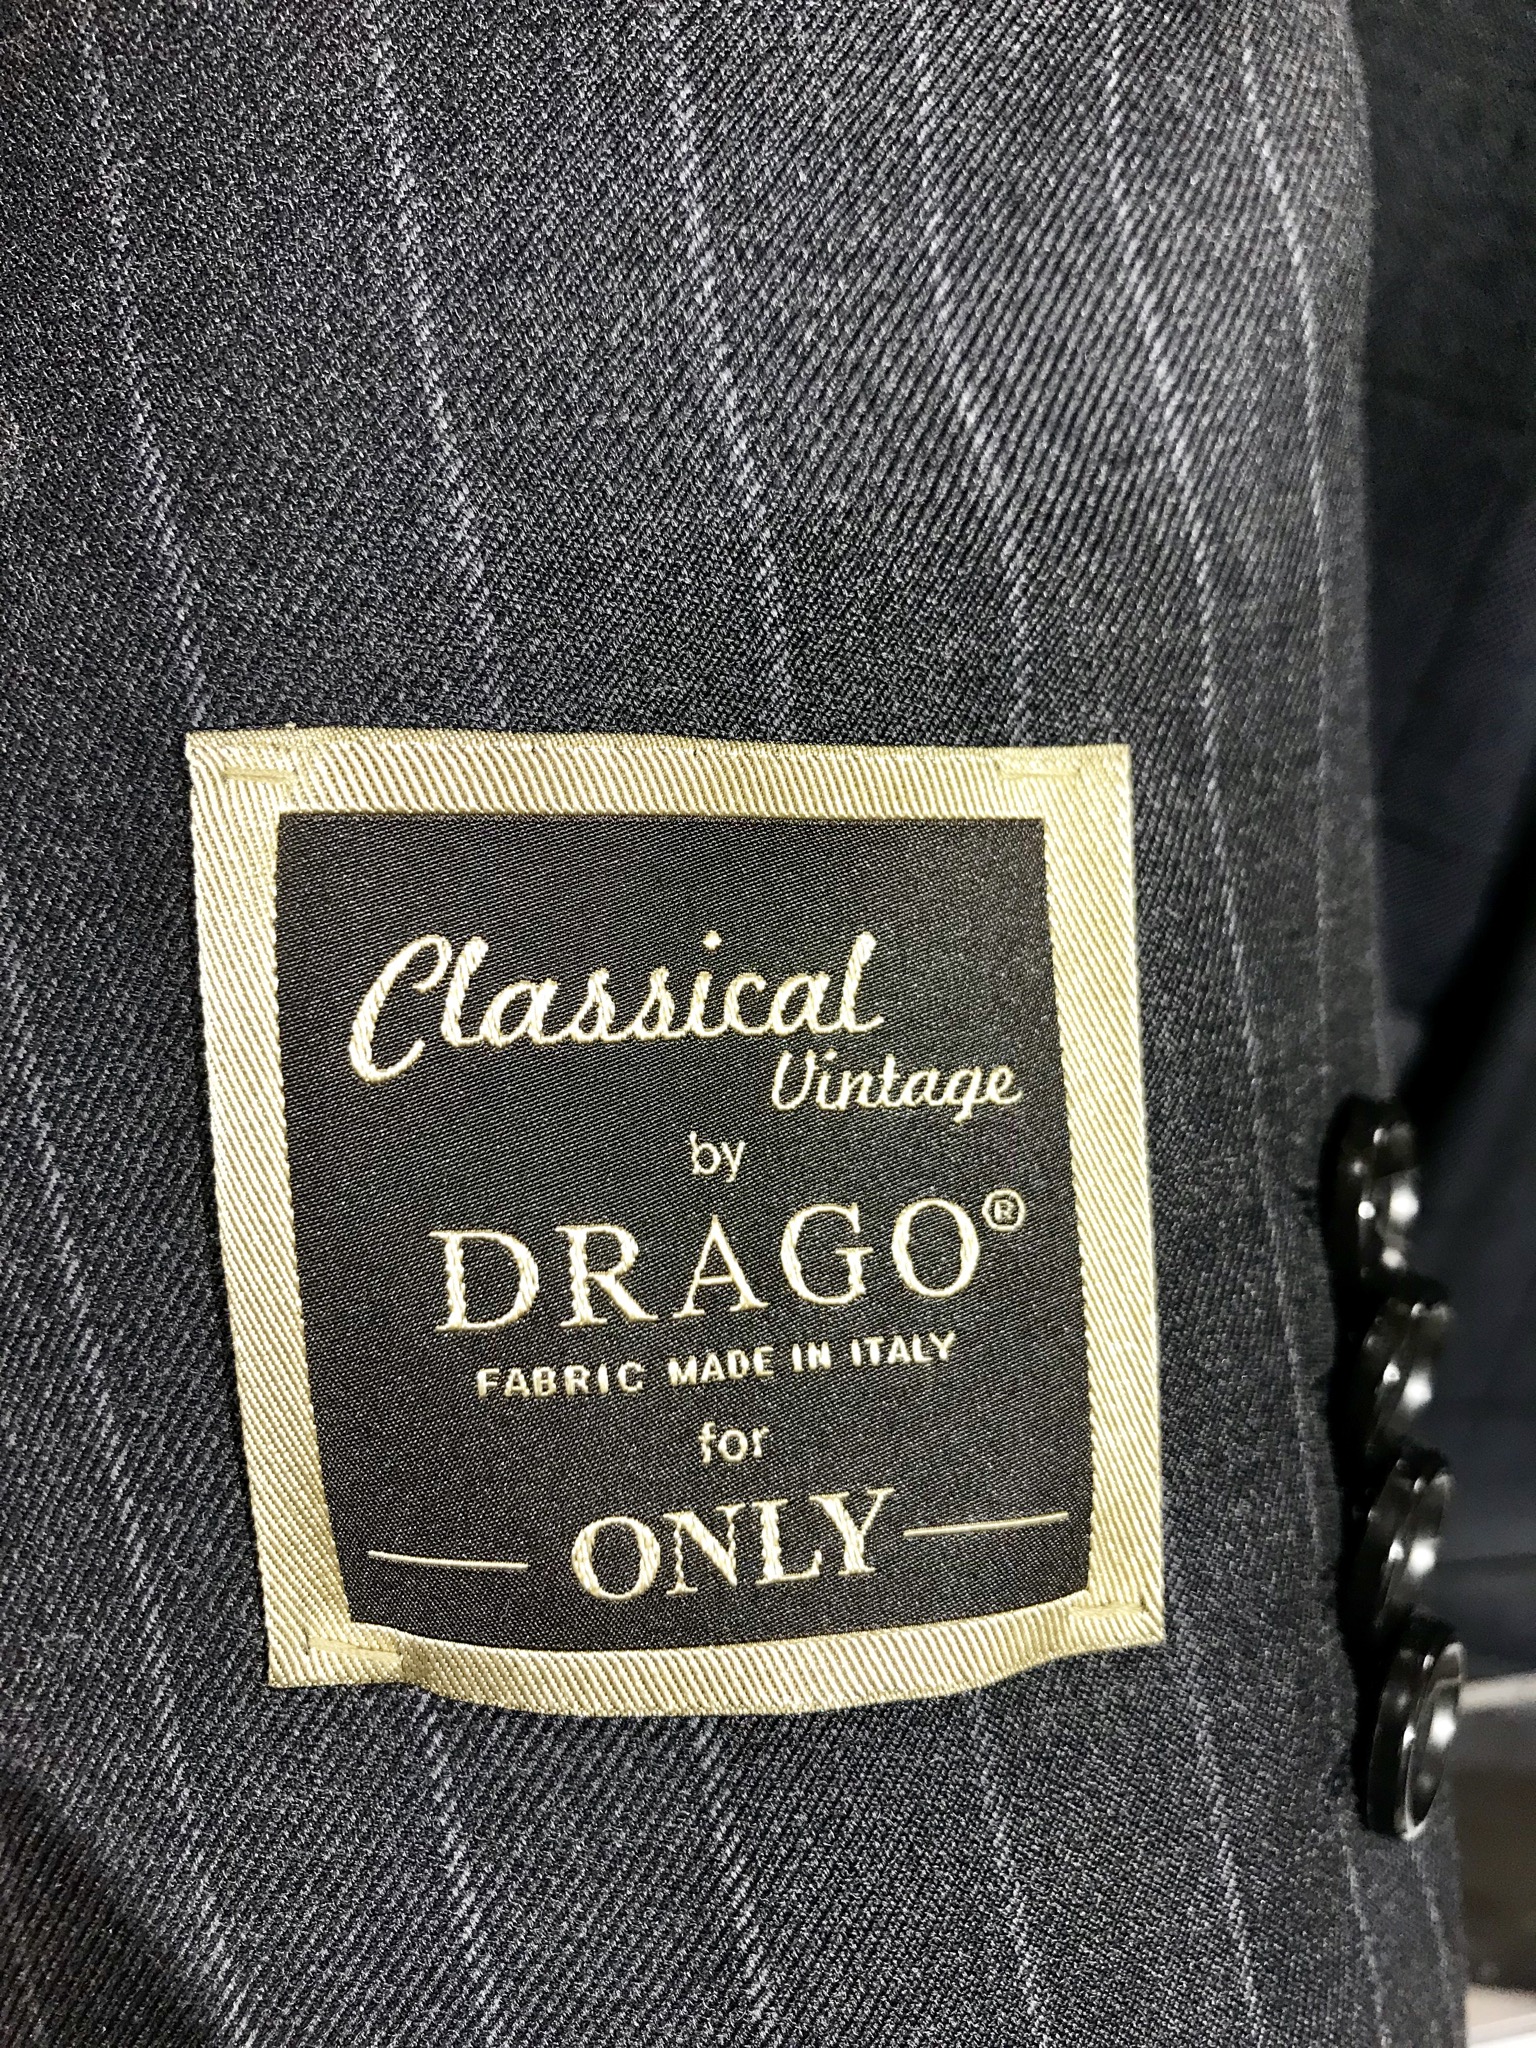 Classical
Vintage
by
DRAGO®
FABRIC MADE IN ITALY
for
ONLY